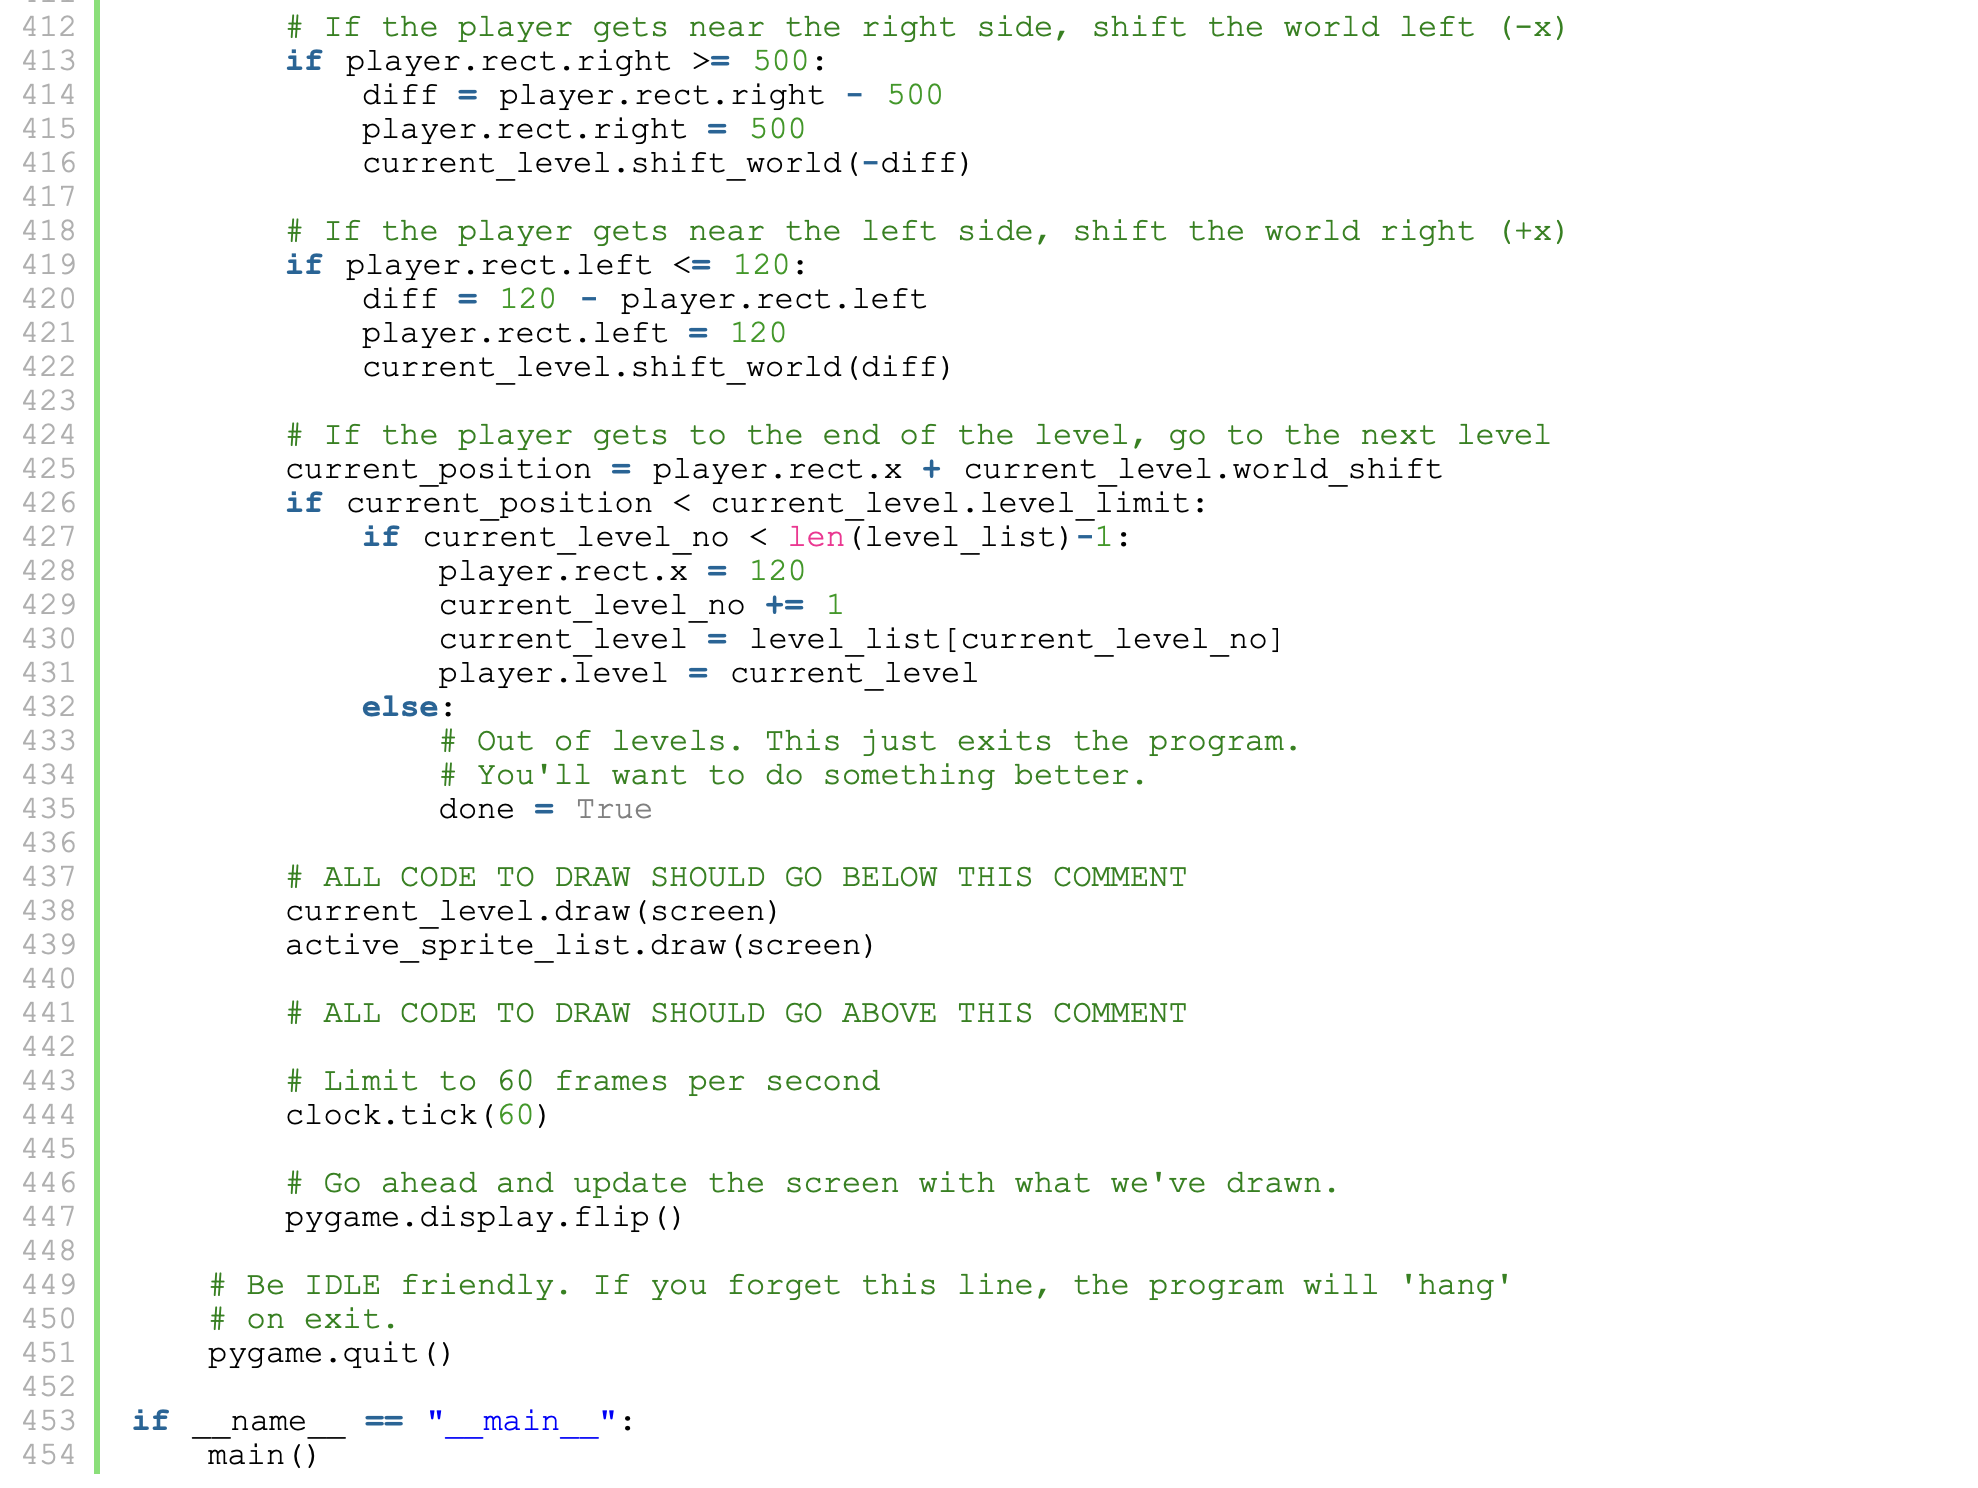 412 # If the player gets near the right side, shift the world left (-x)
413 if player.rect.right >= 500:
414 diff = player.rect.right - 500
415 player.rect.right = 500
416 current_level.shift_world(-diff)
417
418 # If the player gets near the left side, shift the world right (+x)
419 if player.rect.left <= 120:
420 diff = 120 - player.rect.left
421 player.rect.left = 120
422 current_level.shift_world(diff)
423
424 # If the player gets to the end of the level, go to the next level
425 current_position = player.rect.x + current_level.world_shift
426 if current_position < current_level.level_limit:
427 if current_level_no < len(level_list)-1:
428 player.rect.x = 120
429 current_level_no += 1
430 current_level = level_list[current_level_no]
431 player.level = current_level
432 else:
433 # Out of levels. This just exits the program.
434 # You'll want to do something better.
435 done = True
436
437 # ALL CODE TO DRAW SHOULD GO BELOW THIS COMMENT
438 current_level.draw(screen)
439 active_sprite_list.draw(screen)
440
441 # ALL CODE TO DRAW SHOULD GO ABOVE THIS COMMENT
442
443 # Limit to 60 frames per second
444 clock.tick(60)
445
446 # Go ahead and update the screen with what we've drawn.
447 pygame.display.flip()
448
449 # Be IDLE friendly. If you forget this line, the program will 'hang'
450 # on exit.
451 pygame.quit()
452
453 if __name__ == "__main__":
454 main()